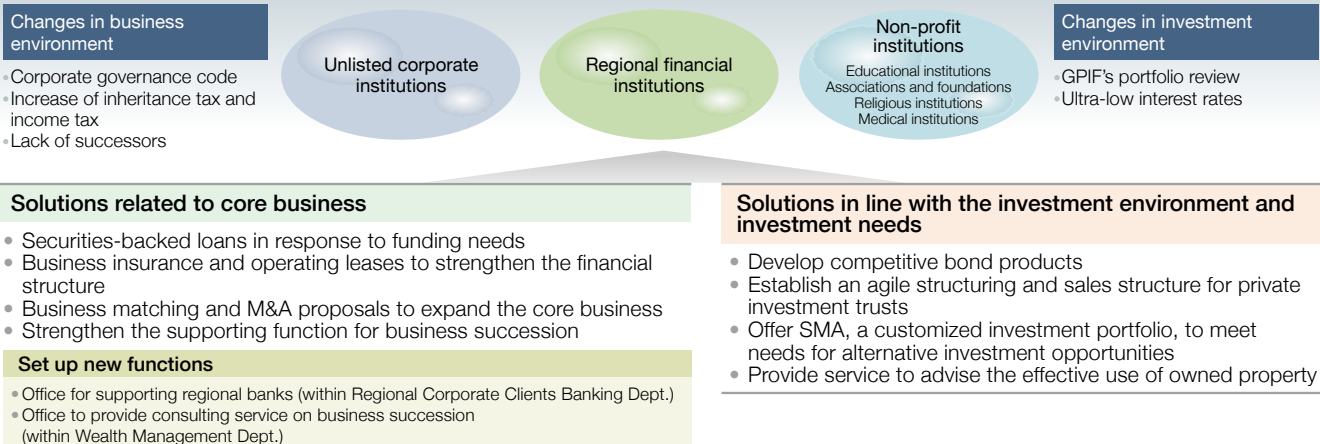 Changes in business
environment
•Corporate governance code
•Increase of inheritance tax and
income tax
•Lack of successors
Unlisted corporate
institutions
Regional financial
institutions
Non-profit
institutions
Educational institutions
Associations and foundations
Religious institutions
Medical institutions
Changes in investment
environment
•GPIF's portfolio review
•Ultra-low interest rates
Solutions related to core business
• Securities-backed loans in response to funding needs
• Business insurance and operating leases to strengthen the financial
structure
• Business matching and M&A proposals to expand the core business
• Strengthen the supporting function for business succession
Set up new functions
• Office for supporting regional banks (within Regional Corporate Clients Banking Dept.)
• Office to provide consulting service on business succession
(within Wealth Management Dept.)
Solutions in line with the investment environment and
investment needs
• Develop competitive bond products
• Establish an agile structuring and sales structure for private
investment trusts
• Offer SMA, a customized investment portfolio, to meet
needs for alternative investment opportunities
• Provide service to advise the effective use of owned property